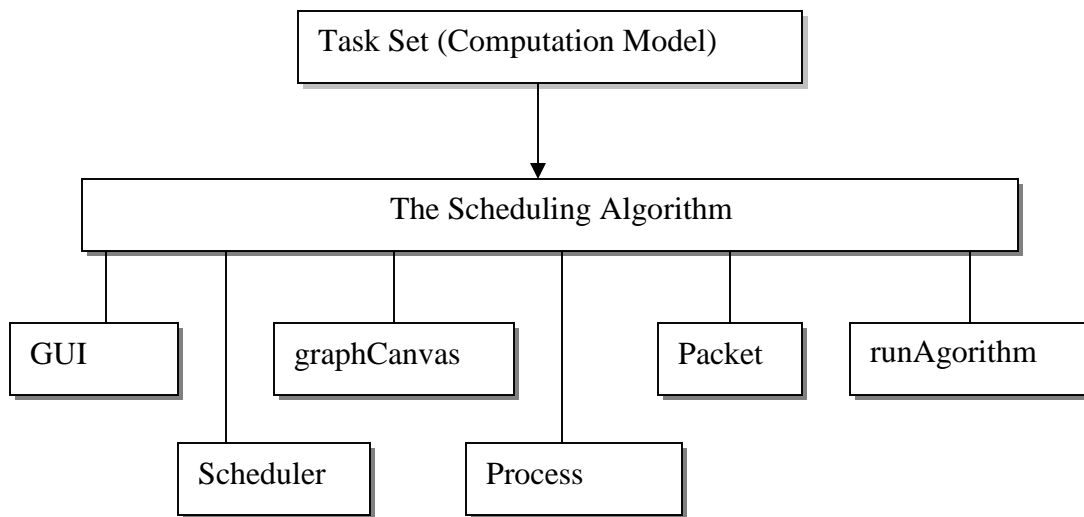 Task Set (Computation Model)
The Scheduling Algorithm
GUI
graphCanvas
Packet
runAgorithm
Scheduler
Process